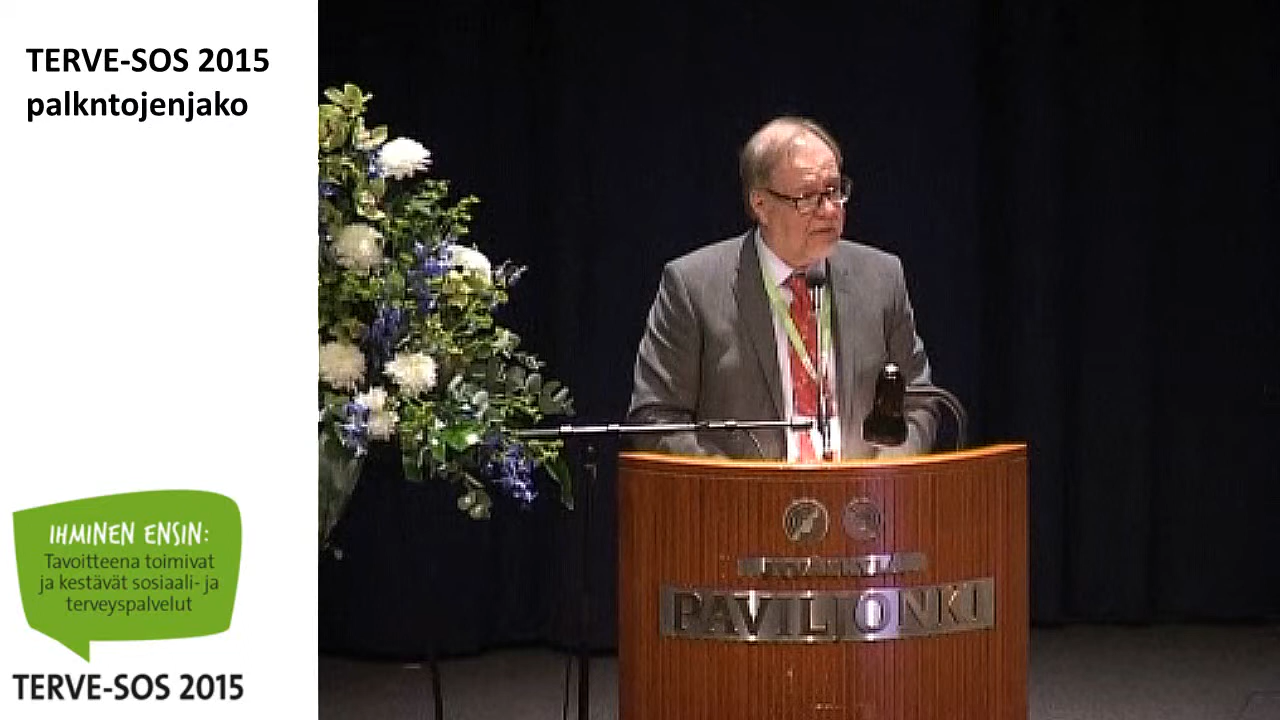 TERVE-SOS 2015
palkntojenjako
IHMINEN ENSIN:
Tavoitteena toimivat
ja kestävät sosiaali- ja
terveyspalvelut
TERVE-SOS 2015
PAVILJONKI